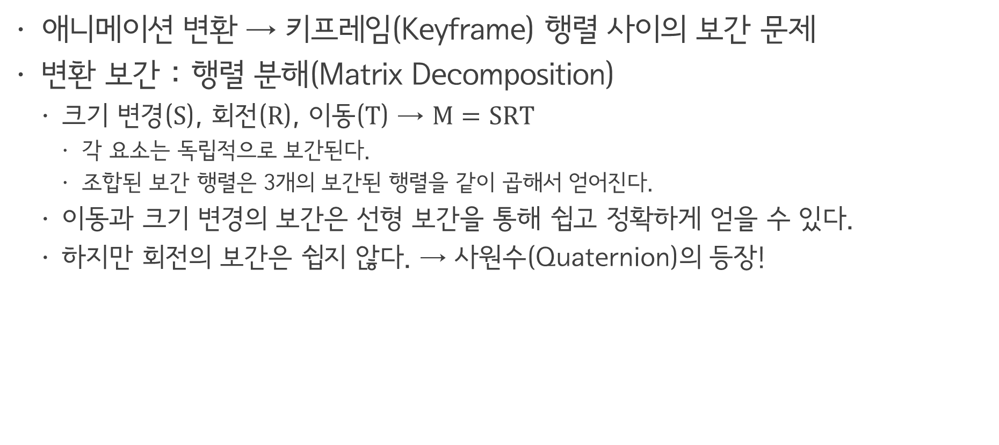 · 애니메이션 변환 → 키프레임(Keyframe) 행렬 사이의 보간 문제
· 변환 보간 : 행렬 분해(Matrix Decomposition)
· 크기 변경(S), 회전(R), 이동(T) → M = SRT
· 각 요소는 독립적으로 보간된다.
· 조합된 보간 행렬은 3개의 보간된 행렬을 같이 곱해서 얻어진다.
· 이동과 크기 변경의 보간은 선형 보간을 통해 쉽고 정확하게 얻을 수 있다.
· 하지만 회전의 보간은 쉽지 않다. → 사원수(Quaternion)의 등장!